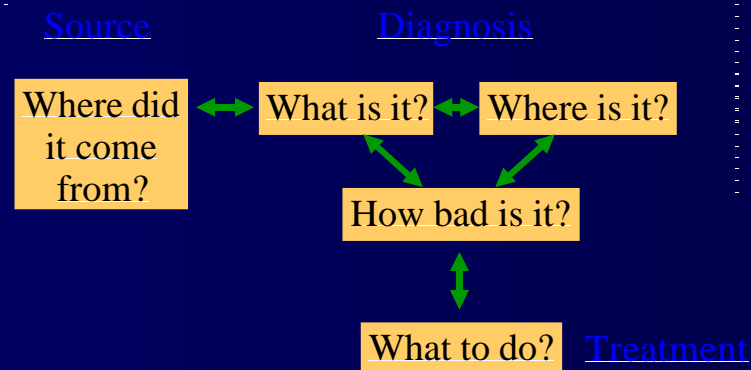 Source
Diagnosis
Where did
it come
from?
What is it?
Where is it?
How bad is it?
What to do?
Treatment